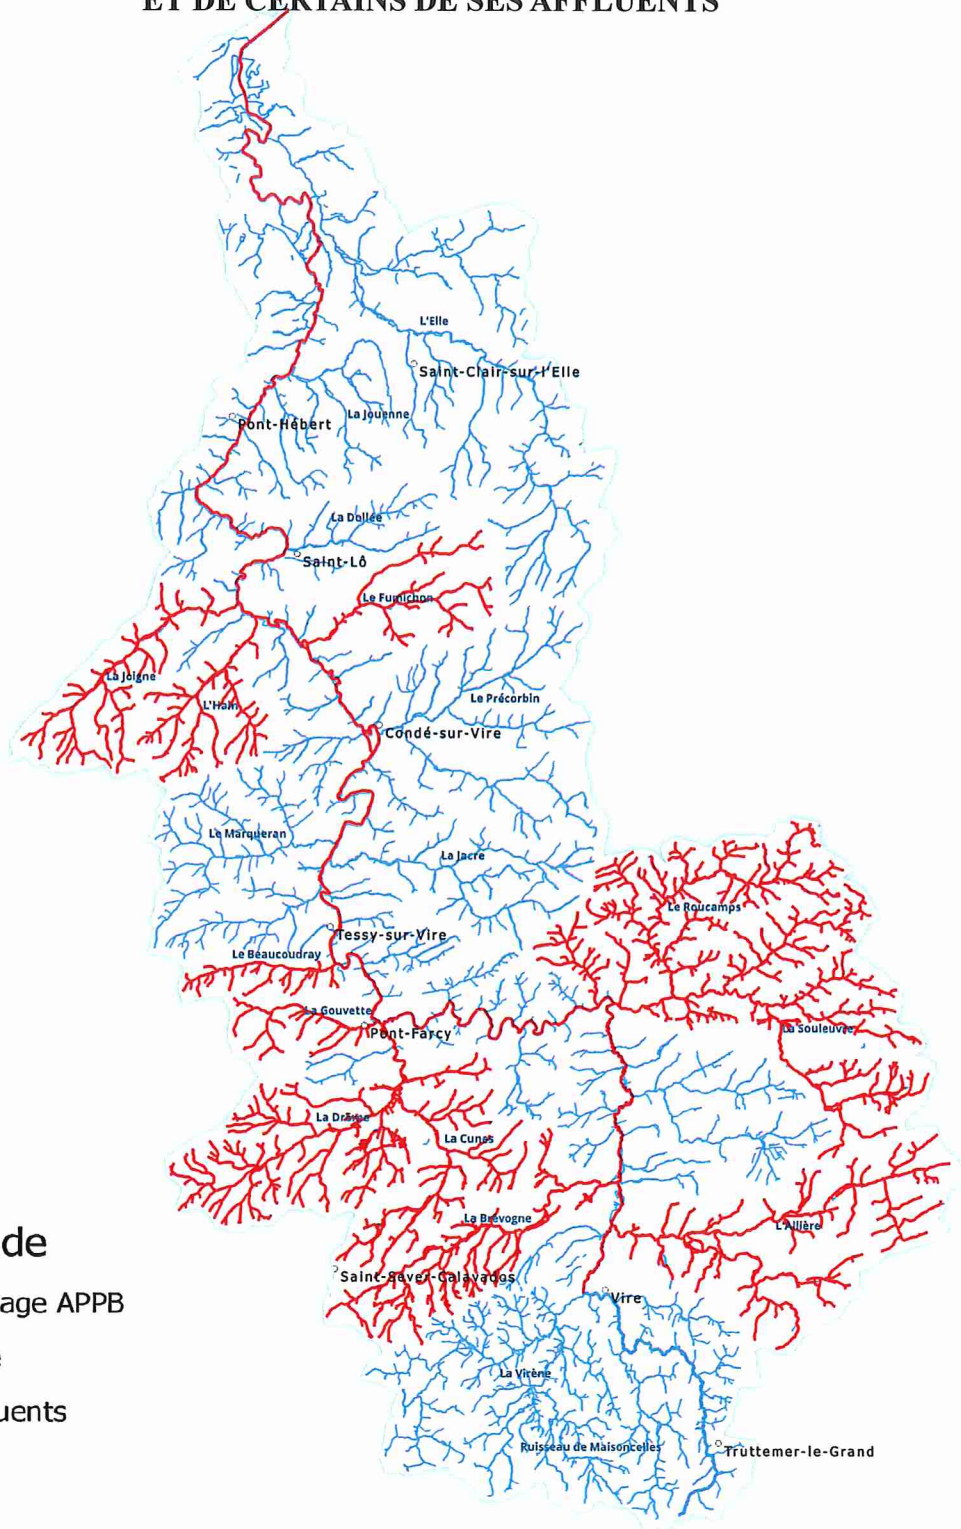 ET DE CERTAINS DE SES AFFLUENTS
L'Elle
Saint-Clair-sur-l'Elle
La Jouenne
Pont-Hébert
La Dollée
Saint-Lô
Le Fumichon
La Joigne
L'Hain
Le Précorbin
Condé-sur-Vire
Le Marqueran
La Jacre
Le Roucamps
Tessy-sur-Vire
Le Beaucoudray
La Gouvette
Pont-Farcy
La Souleuvre
La Drôme
La Cunes
La Brévogne
L'Allière
de
age APPB
Saint-Sever-Calavados
Vire
uents
La Virène
Ruisseau de Maisoncelles
Truttemer-le-Grand